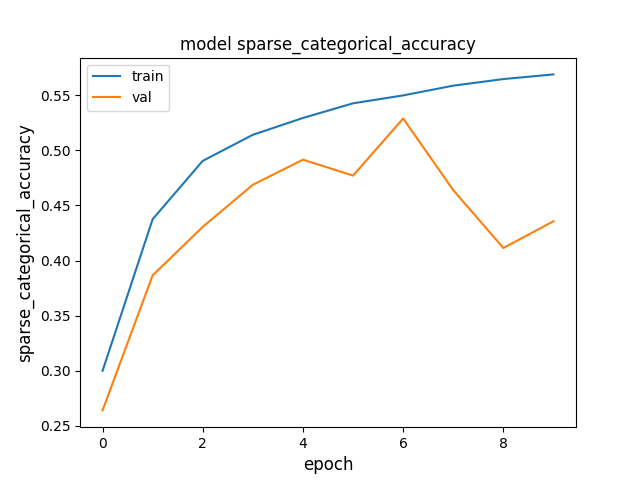 model sparse_categorical_accuracy
train
val
sparse_categorical_accuracy
0.55
0.50
0.45
0.40
0.35
0.30
0.25
0 2 4 6 8
epoch